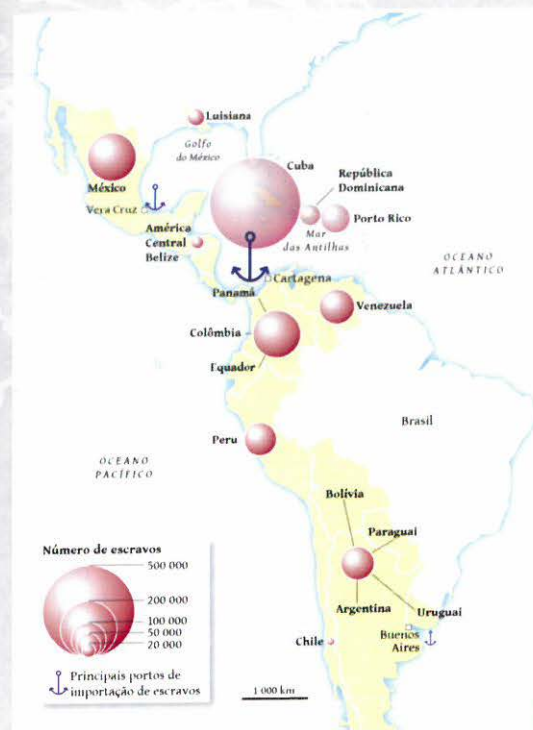 Luisiana
Golfo
do México
Cuba
República
Dominicana
México
Vera Cruz
Porto Rico
Mar
das Antilhas
América
Central
Belize
OCEANO
ATLÂNTICO
Cartagena
Panamá
Venezuela
Colômbia
Equador
Brasil
Peru
OCEANO
PACÍFICO
Bolívia
Paraguai
Número de escravos
500 000
200 000
100 000
50 000
20 000
Argentina
Uruguai
Chile
Buenos
Aires
Principais portos de
importação de escravos
1 000 km